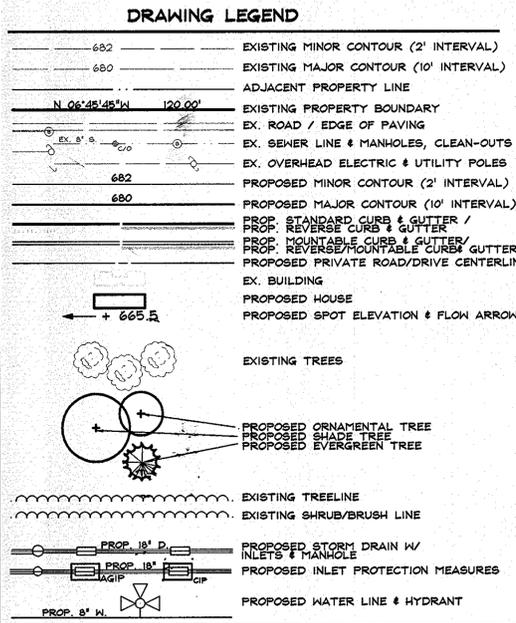 DRAWING LEGEND
682 EXISTING MINOR CONTOUR (2' INTERVAL)
680 EXISTING MAJOR CONTOUR (10' INTERVAL)
ADJACENT PROPERTY LINE
N 06°45'45"W 120.00' EXISTING PROPERTY BOUNDARY
EX. ROAD / EDGE OF PAVING
EX. 8" S. C/O EX. SEWER LINE & MANHOLES, CLEAN-OUTS
EX. OVERHEAD ELECTRIC & UTILITY POLES
682 PROPOSED MINOR CONTOUR (2' INTERVAL)
680 PROPOSED MAJOR CONTOUR (10' INTERVAL)
PROP. STANDARD CURB & GUTTER /
PROP. REVERSE CURB & GUTTER
PROP. MOUNTABLE CURB & GUTTER/
PROP. REVERSE/MOUNTABLE CURB& GUTTER
PROPOSED PRIVATE ROAD/DRIVE CENTERLIN
EX. BUILDING
PROPOSED HOUSE
+ 665.5 PROPOSED SPOT ELEVATION & FLOW ARROW
EXISTING TREES
PROPOSED ORNAMENTAL TREE
PROPOSED SHADE TREE
PROPOSED EVERGREEN TREE
EXISTING TREELINE
EXISTING SHRUB/BRUSH LINE
PROP. 18" D. PROPOSED STORM DRAIN W/
INLETS & MANHOLE
PROP. 18" PROPOSED INLET PROTECTION MEASURES
AGIP CIP
PROPOSED WATER LINE & HYDRANT
PROP. 8" W.